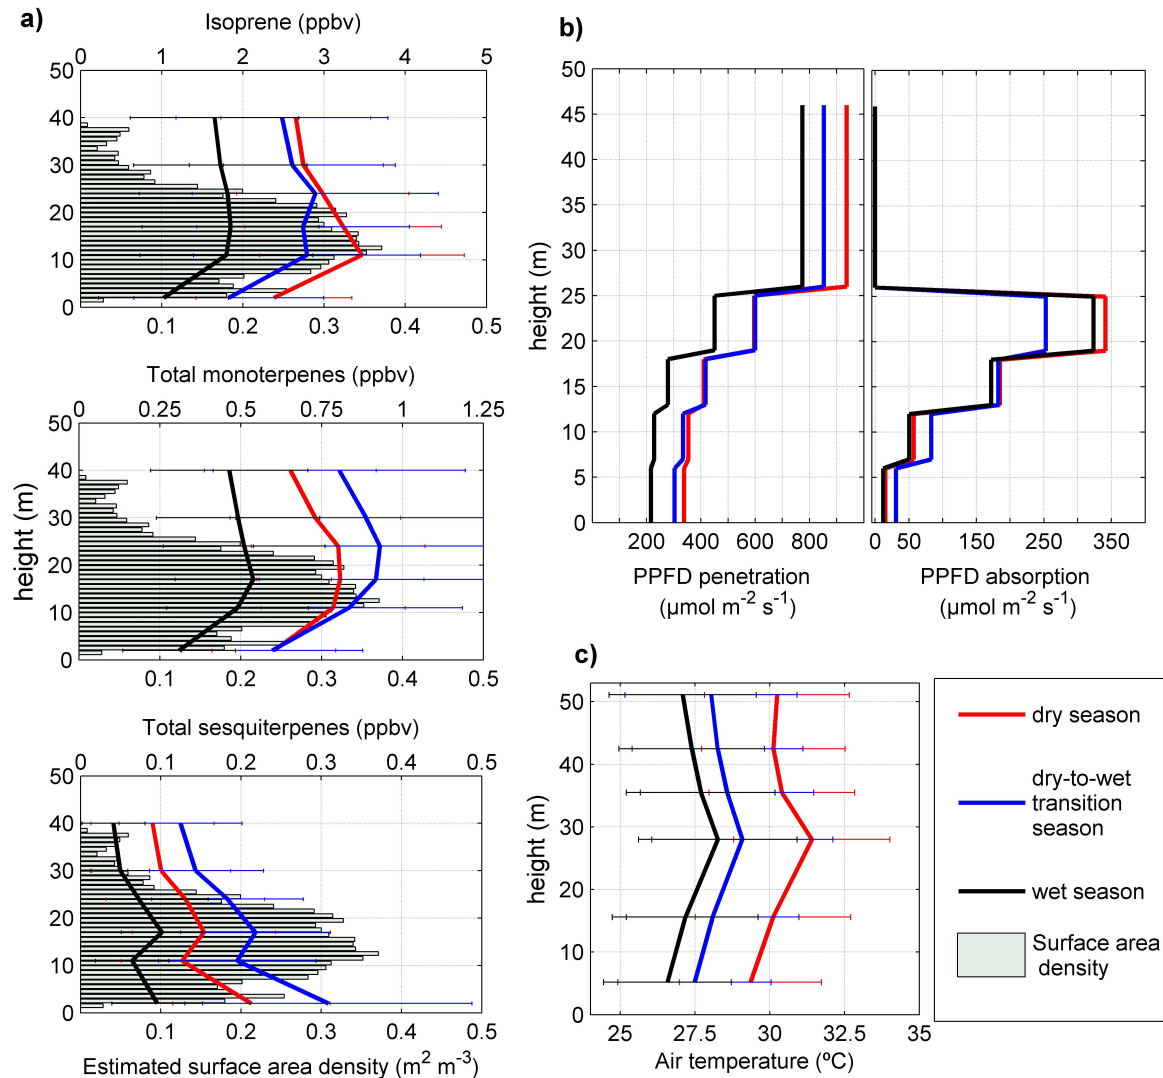 a)
Isoprene (ppbv)
0 1 2 3 4 5
50
40
30
20
10
0
0.1 0.2 0.3 0.4 0.5
Total monoterpenes (ppbv)
0 0.25 0.5 0.75 1 1.25
50
40
30
20
10
0
height (m)
0.1 0.2 0.3 0.4 0.5
Total sesquiterpenes (ppbv)
0 0.1 0.2 0.3 0.4 0.5
50
40
30
20
10
0
0.1 0.2 0.3 0.4 0.5
Estimated surface area density (m² m⁻³)
b)
height (m)
50
45
40
35
30
25
20
15
10
5
0
200 400 600 800
PPFD penetration
(µmol m⁻² s⁻¹)
0 50 150 250 350
PPFD absorption
(µmol m⁻² s⁻¹)
c)
height (m)
50
40
30
20
10
0
25 27.5 30 32.5 35
Air temperature (ºC)
dry season
dry-to-wet
transition
season
wet season
Surface area
density